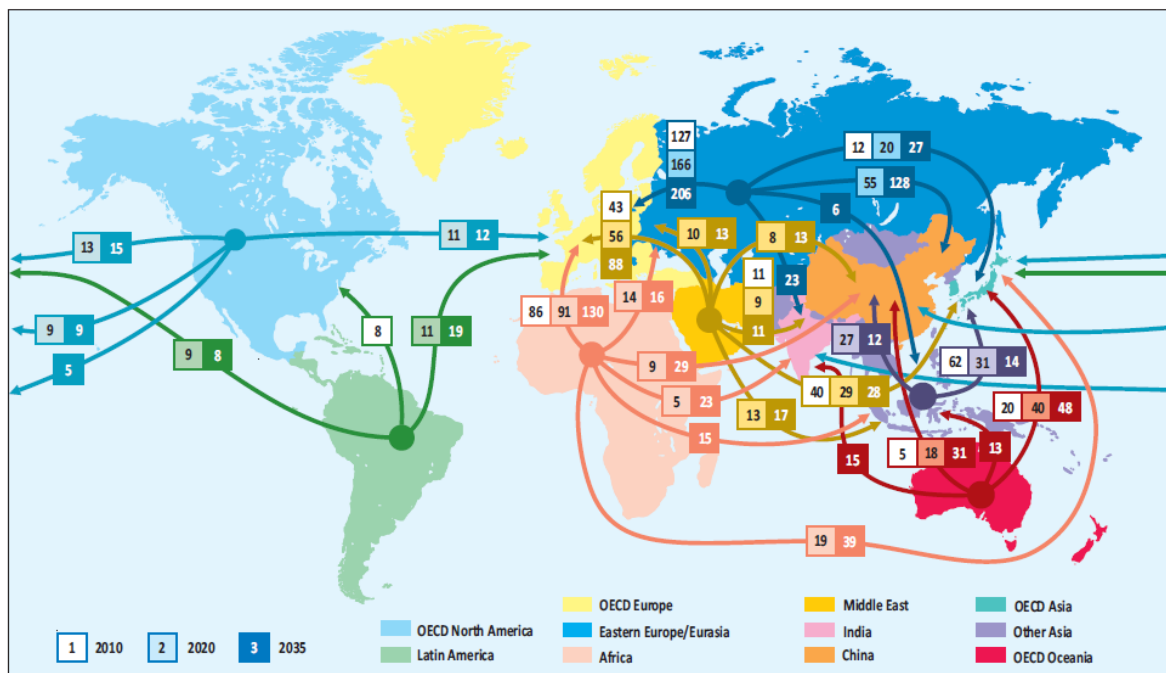 127
166
206
12 20 27
55 128
6
43
56
88
10 13
8 13
13 15
11 12
11
9
11
23
86 91 130
14 16
9 9
8
11 19
9 8
5
27 12
62 31 14
9 29
40 29 28
5 23
13 17
20 40 48
15
5 18 31
13
15
19 39
1 2010
2 2020
3 2035
OECD North America
Latin America
OECD Europe
Eastern Europe/Eurasia
Africa
Middle East
India
China
OECD Asia
Other Asia
OECD Oceania